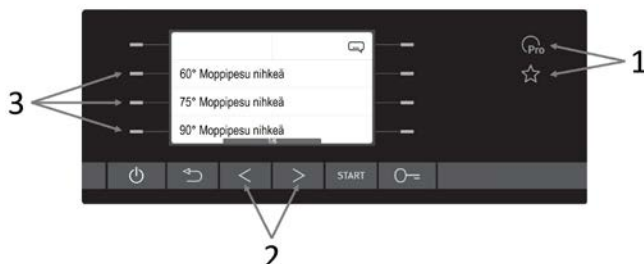 Pro
1
60° Moppipesu nihkeä
3
75° Moppipesu nihkeä
90° Moppipesu nihkeä
START
2